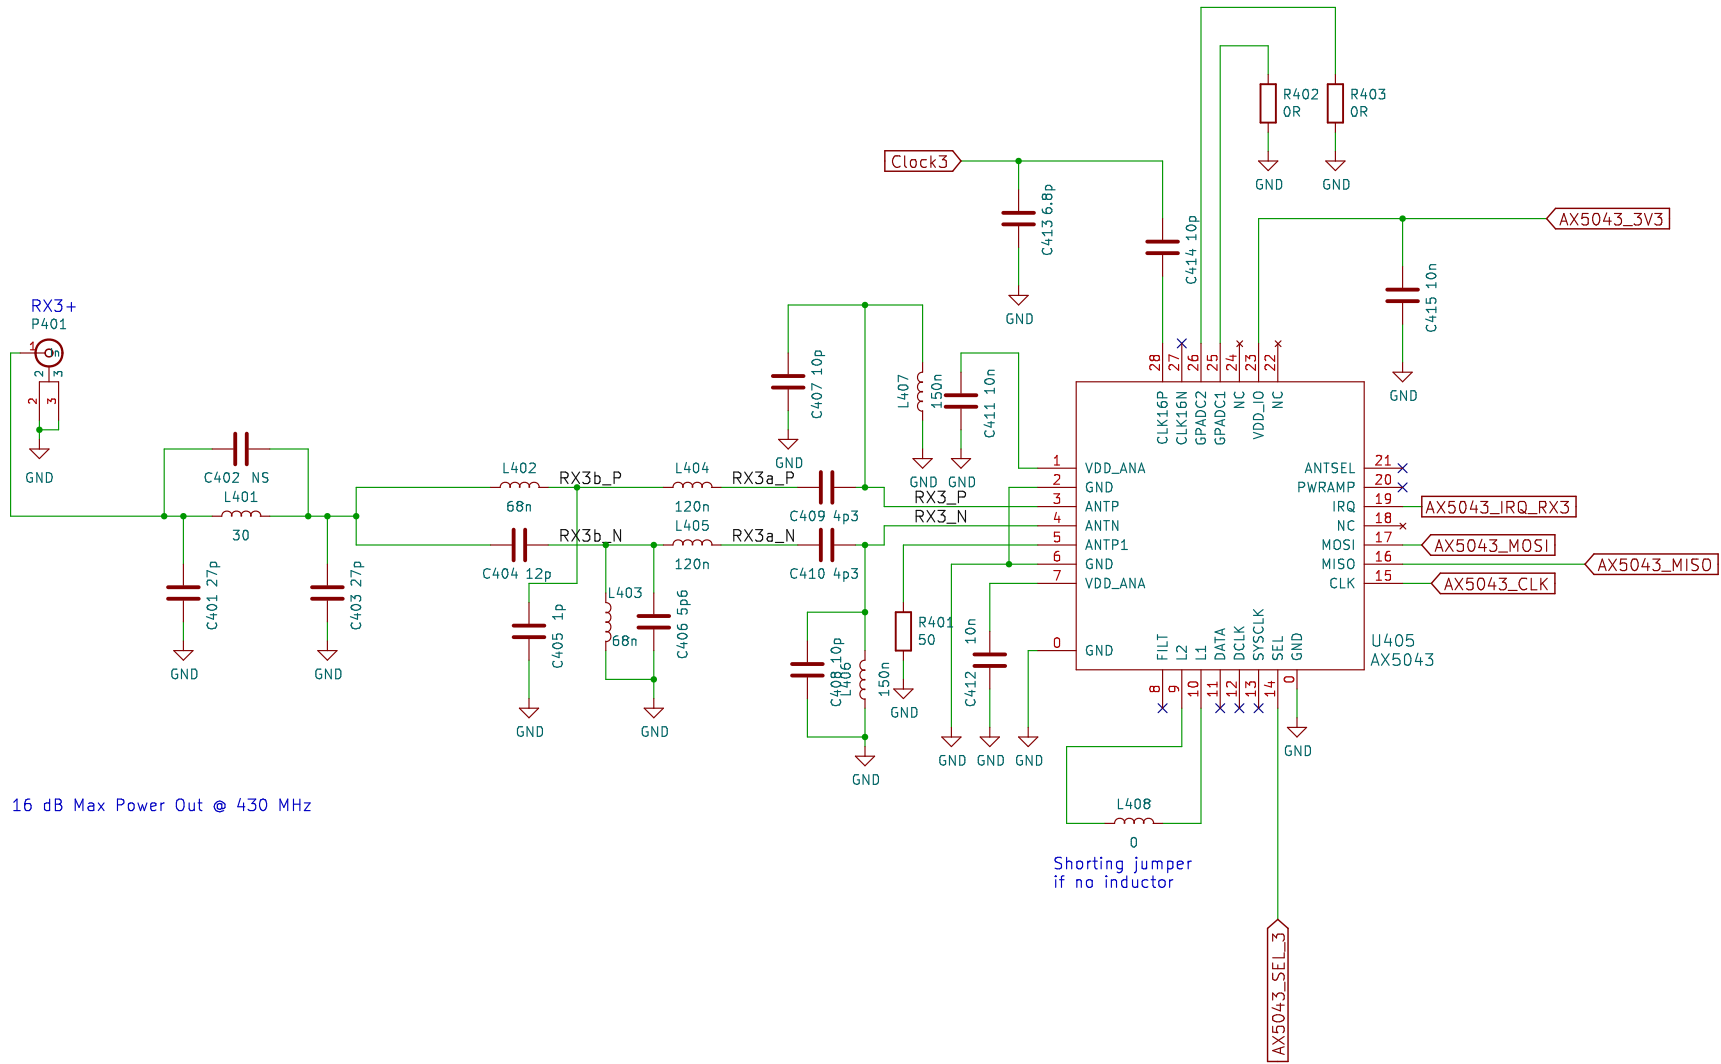 R402
0R
R403
0R
GND
GND
Clock3
C413 6.8p
GND
C414 10p
AX5043_3V3
C415 10n
GND
RX3+
P401
1
2
3
2
3
GND
C402 NS
L401
30
C401 27p
GND
C403 27p
GND
L402
68n
RX3b_P
L404
120n
RX3a_P
C409 4p3
C404 12p
RX3b_N
L405
120n
RX3a_N
C410 4p3
C405 1p
GND
L403
68n
C406 5p6
GND
C407 10p
GND
L407
150n
GND
C411 10n
GND
RX3_P
RX3_N
C408 10p
L406
150n
GND
R401
50
GND
C412 10n
GND
GND
GND
28
27
26
25
24
23
22
CLK16P
CLK16N
GPADC2
GPADC1
NC
VDD_IO
NC
1 VDD_ANA
2 GND
3 ANTP
4 ANTN
5 ANTP1
6 GND
7 VDD_ANA
0 GND
ANTSEL 21
PWRAMP 20
IRQ 19
NC 18
MOSI 17
MISO 16
CLK 15
AX5043_IRQ_RX3
AX5043_MOSI
AX5043_MISO
AX5043_CLK
FILT
L2
L1
DATA
DCLK
SYSCLK
SEL
GND
8
9
10
11
12
13
14
0
U405
AX5043
GND
L408
0
Shorting jumper
if no inductor
AX5043_SEL_3
16 dB Max Power Out @ 430 MHz